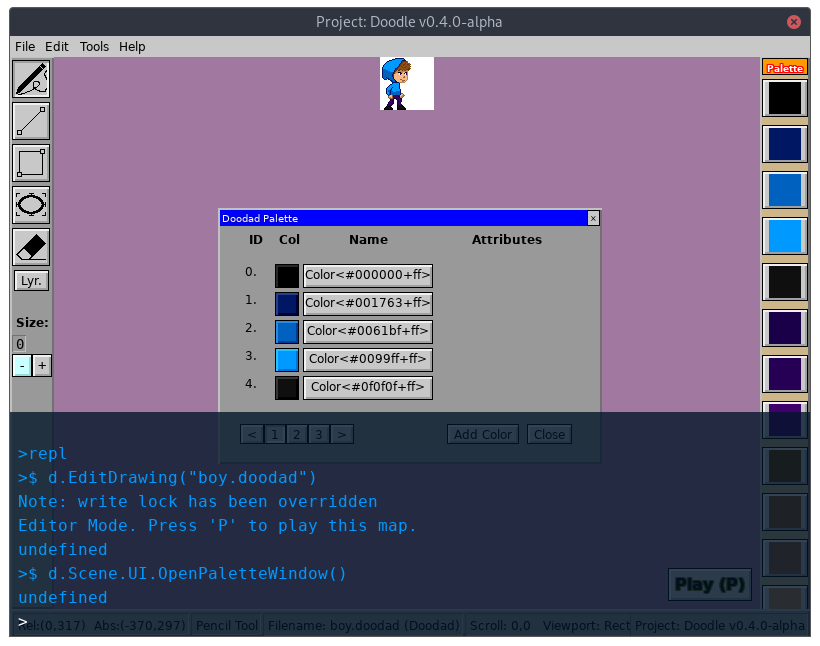 Project: Doodle v0.4.0-alpha
File Edit Tools Help
Palette
Doodad Palette x
ID Col Name Attributes
0. Color<#000000+ff>
1. Color<#001763+ff>
2. Color<#0061bf+ff>
3. Color<#0099ff+ff>
4. Color<#0f0f0f+ff>
Lyr.
Size:
0
- +
< 1 2 3 > Add Color Close
>repl
>$ d.EditDrawing("boy.doodad")
Note: write lock has been overridden
Editor Mode. Press 'P' to play this map.
undefined
>$ d.Scene.UI.OpenPaletteWindow()
undefined
Play (P)
>
Rel:(0,317) Abs:(-370,297) Pencil Tool Filename: boy.doodad (Doodad) Scroll: 0,0 Viewport: Rect Project: Doodle v0.4.0-alpha